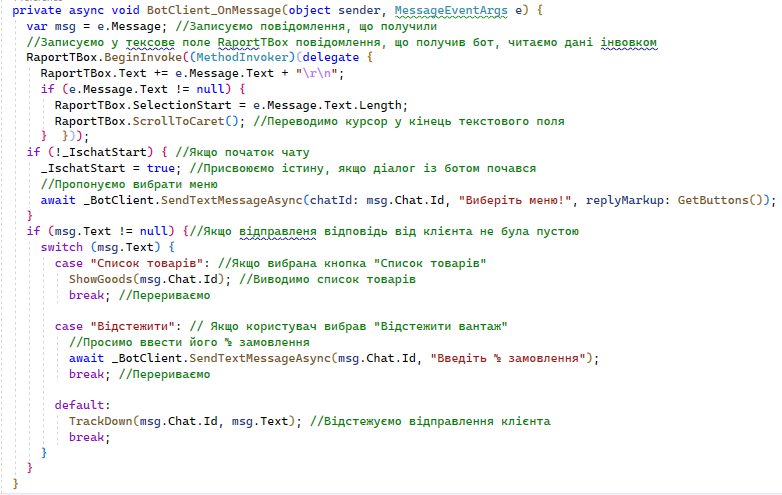 private async void BotClient_OnMessage(object sender, MessageEventArgs e) {
var msg = e.Message; //Записуємо повідомлення, що получили
//Записуємо у тексове поле RaportTBox повідомлення, що получив бот, читаємо дані інвовком
RaportTBox.BeginInvoke((MethodInvoker)(delegate {
RaportTBox.Text += e.Message.Text + "\r\n";
if (e.Message.Text != null) {
RaportTBox.SelectionStart = e.Message.Text.Length;
RaportTBox.ScrollToCaret(); //Переводимо курсор у кінець текстового поля
}  }));
if (!_IschatStart) { //Якщо початок чату
_IschatStart = true; //Присвоюємо істину, якщо діалог із ботом почався
//Пропонуємо вибрати меню
await _BotClient.SendTextMessageAsync(chatId: msg.Chat.Id, "Виберіть меню!", replyMarkup: GetButtons());
}
if (msg.Text != null) {//Якщо відправленя відповідь від клієнта не була пустою
switch (msg.Text) {
case "Список товарів": //Якщо вибрана кнопка "Список товарів"
ShowGoods(msg.Chat.Id); //Виводимо список товарів
break; //Перериваємо
case "Відстежити": // Якщо користувач вибрав "Відстежити вантаж"
//Просимо ввести його № замовлення
await _BotClient.SendTextMessageAsync(msg.Chat.Id, "Введіть № замовлення");
break; //Перериваємо
default:
TrackDown(msg.Chat.Id, msg.Text); //Відстежуємо відправлення клієнта
break;
}
}
}